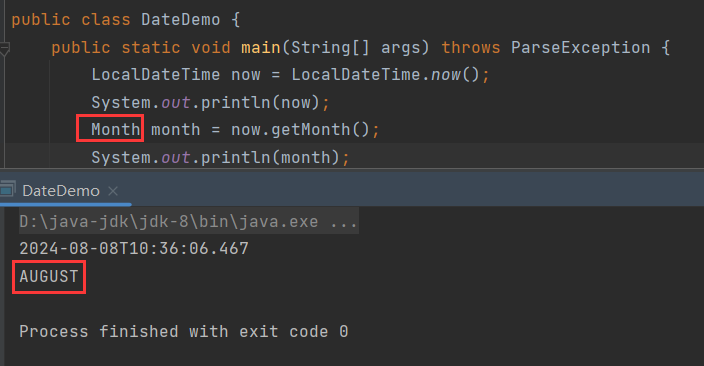 public class DateDemo {
public static void main(String[] args) throws ParseException {
LocalDateTime now = LocalDateTime.now();
System.out.println(now);
Month month = now.getMonth();
System.out.println(month);
DateDemo ×
D:\java-jdk\jdk-8\bin\java.exe ...
2024-08-08T10:36:06.467
AUGUST
Process finished with exit code 0